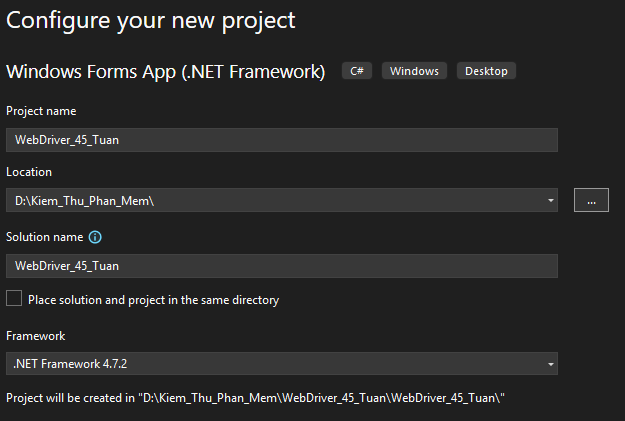 Configure your new project
Windows Forms App (.NET Framework) C# Windows Desktop
Project name
WebDriver_45_Tuan
Location
D:\Kiem_Thu_Phan_Mem\ ...
Solution name
WebDriver_45_Tuan
Place solution and project in the same directory
Framework
.NET Framework 4.7.2
Project will be created in "D:\Kiem_Thu_Phan_Mem\WebDriver_45_Tuan\WebDriver_45_Tuan\"